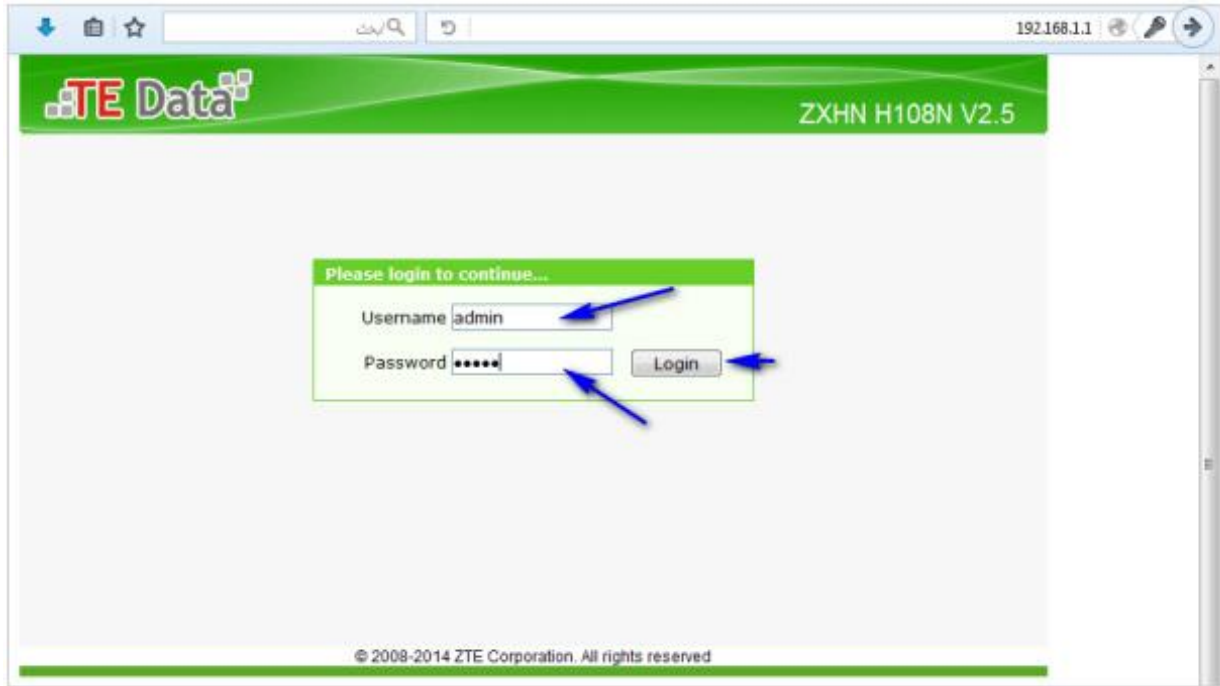 بحث
192.168.1.1
TE Data
ZXHN H108N V2.5
Please login to continue...
Username admin
Password •••••
Login
© 2008-2014 ZTE Corporation. All rights reserved